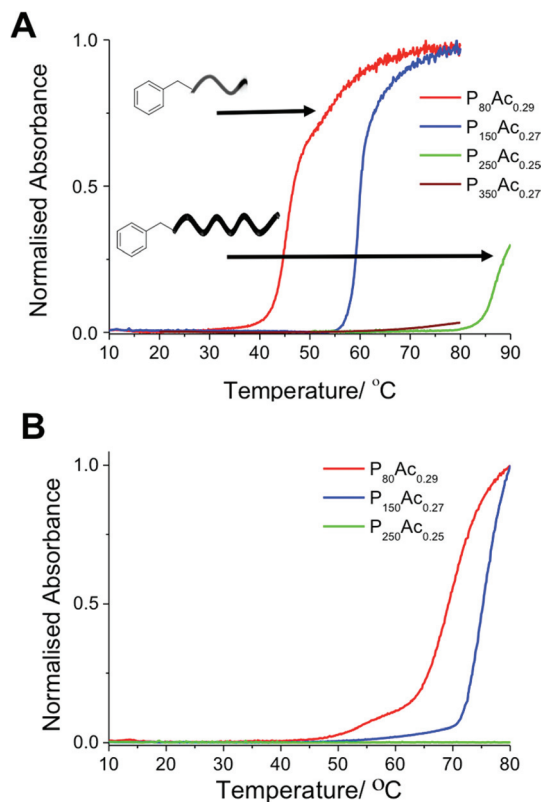 A
Normalised Absorbance
1.0
0.5
0.0
P80Ac0.29
P150Ac0.27
P250Ac0.25
P350Ac0.27
10 20 30 40 50 60 70 80 90
Temperature/ °C
B
Normalised Absorbance
1.0
0.5
0.0
P80Ac0.29
P150Ac0.27
P250Ac0.25
10 20 30 40 50 60 70 80
Temperature/ °C